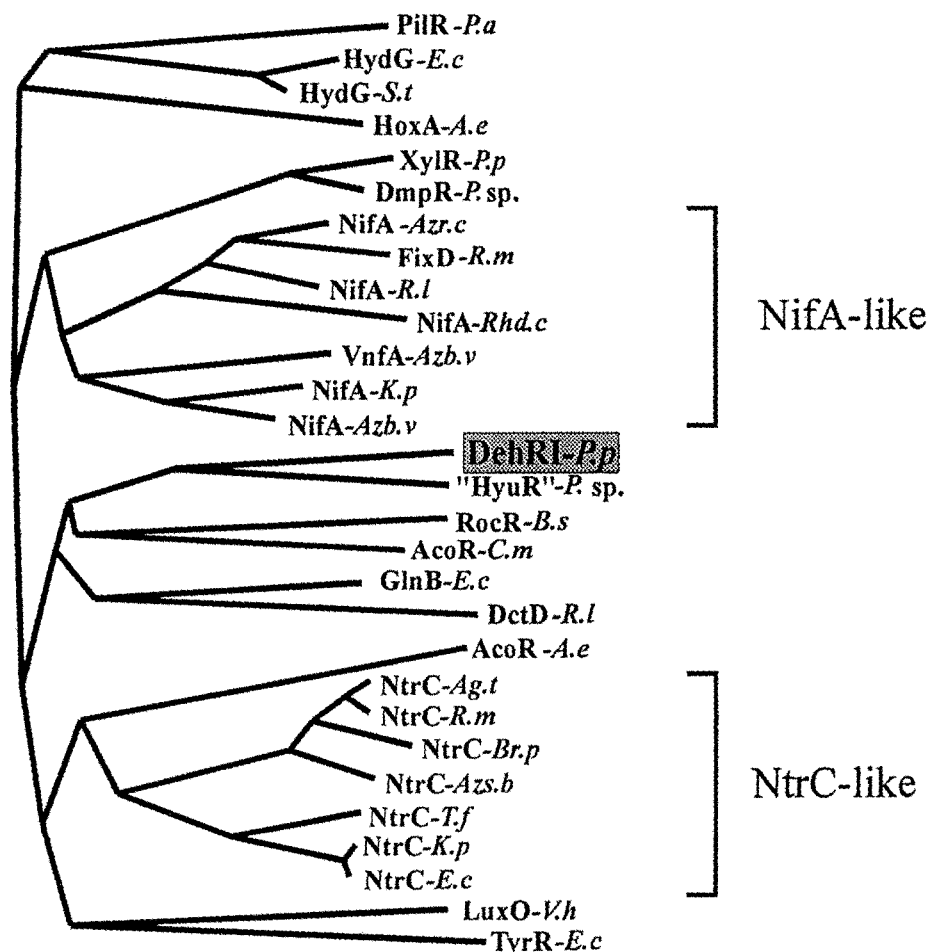 PilR-P.a
HydG-E.c
HydG-S.t
HoxA-A.e
XylR-P.p
DmpR-P. sp.
NifA-Azr.c
FixD-R.m
NifA-R.l
NifA-Rhd.c
NifA-like
VnfA-Azb.v
NifA-K.p
NifA-Azb.v
DehRI-P.p
"HyuR"-P. sp.
RocR-B.s
AcoR-C.m
GlnB-E.c
DctD-R.l
AcoR-A.e
NtrC-Ag.t
NtrC-R.m
NtrC-Br.p
NtrC-Azs.b
NtrC-like
NtrC-T.f
NtrC-K.p
NtrC-E.c
LuxO-V.h
TyrR-E.c